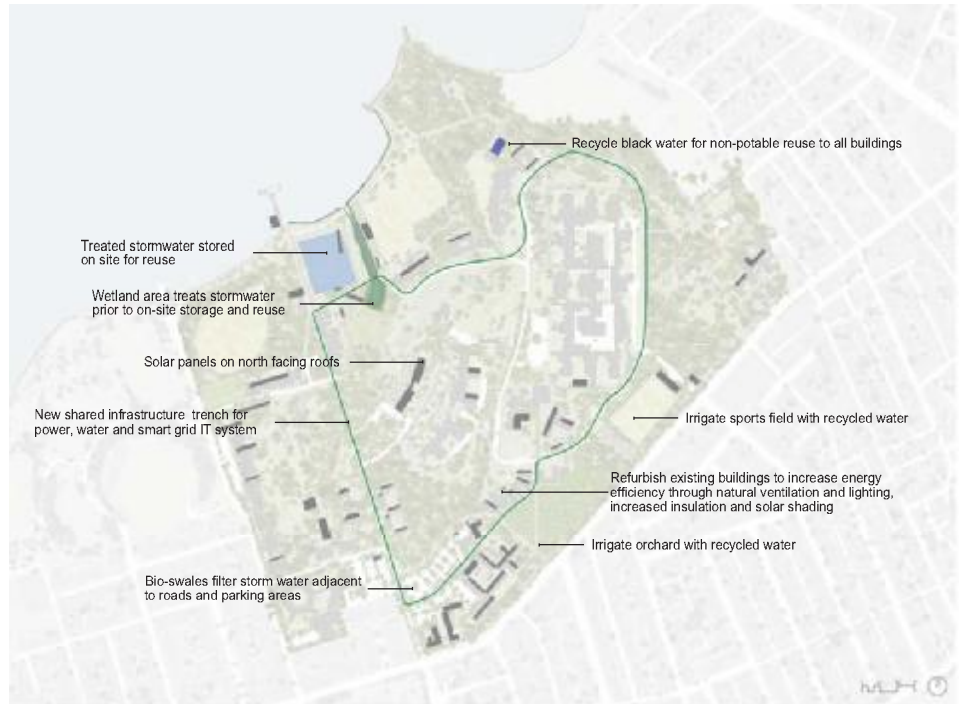 Recycle black water for non-potable reuse to all buildings
Treated stormwater stored
on site for reuse
Wetland area treats stormwater
prior to on-site storage and reuse
Solar panels on north facing roofs
New shared infrastructure trench for
power, water and smart grid IT system
Irrigate sports field with recycled water
Refurbish existing buildings to increase energy
efficiency through natural ventilation and lighting,
increased insulation and solar shading
Irrigate orchard with recycled water
Bio-swales filter storm water adjacent
to roads and parking areas